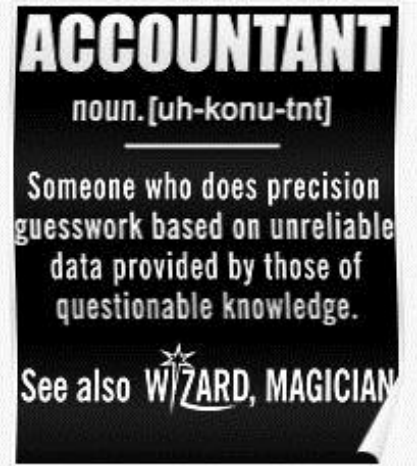 ACCOUNTANT
noun. [uh-konu-tnt]
Someone who does precision
guesswork based on unreliable
data provided by those of
questionable knowledge.
See also WIZARD, MAGICIAN